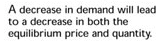 A decrease in demand will lead
to a decrease in both the
equilibrium price and quantity.